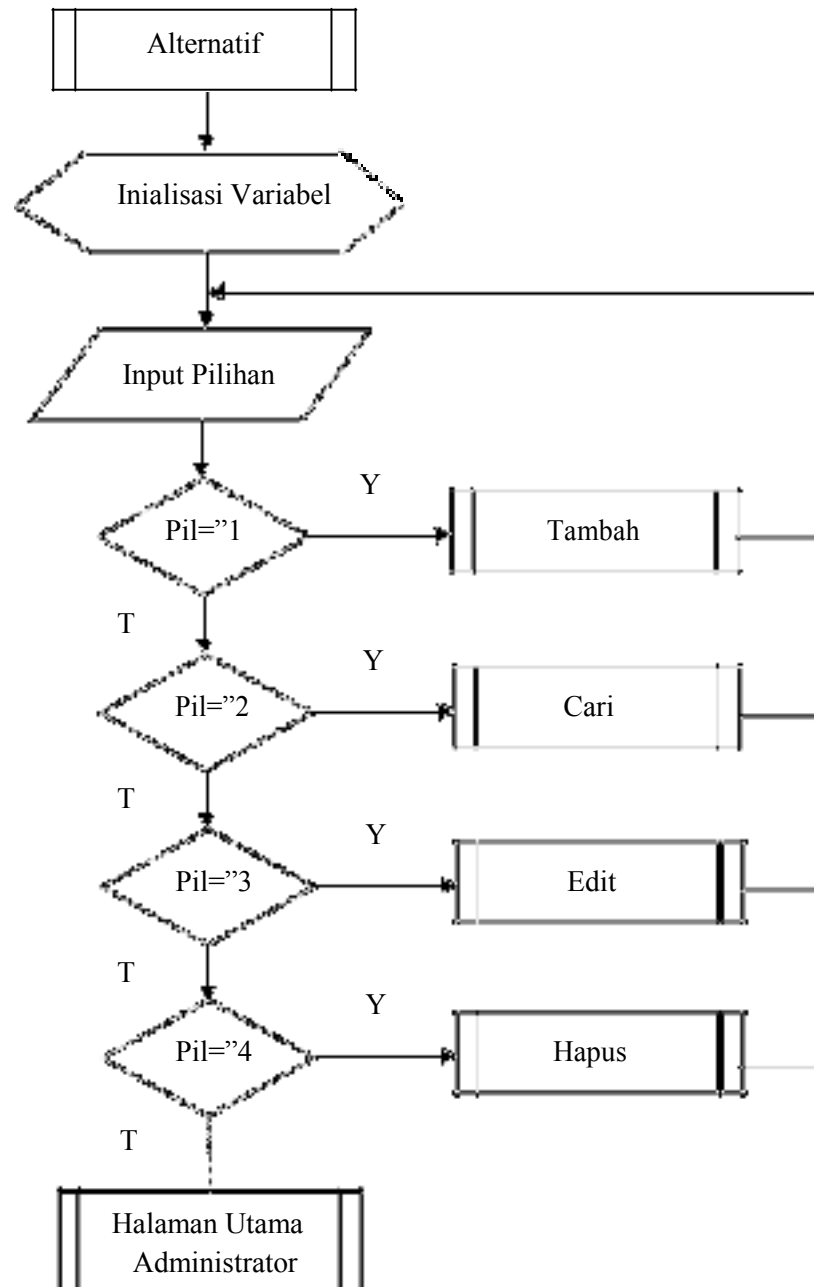 Alternatif
Inialisasi Variabel
Input Pilihan
Y
Pil=”1
Tambah
T
Y
Pil=”2
Cari
T
Y
Pil=”3
Edit
T
Y
Pil=”4
Hapus
T
Halaman Utama
Administrator